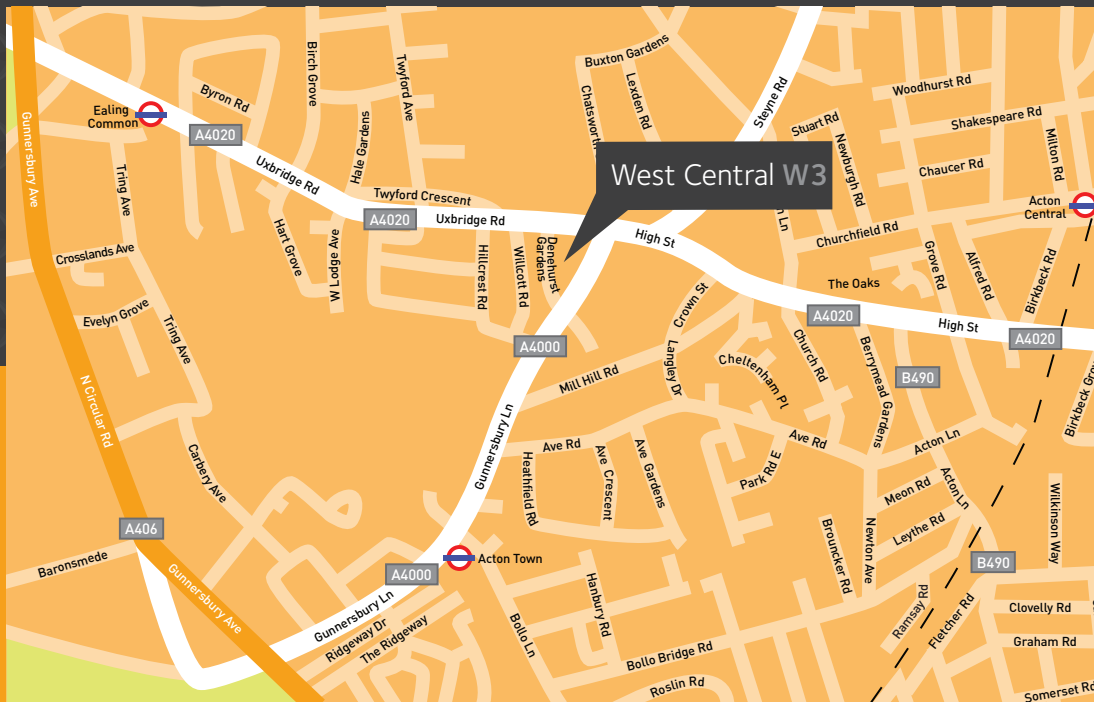 Birch Grove
Twyford Ave
Buxton Gardens
Lexden Rd
Steyne Rd
Woodhurst Rd
Byron Rd
Ealing
Common
Gunnersbury Ave
A4020
Hale Gardens
Stuart Rd
Newburgh Rd
Shakespeare Rd
Milton Rd
Chaucer Rd
Uxbridge Rd
Tring Ave
Twyford Crescent
West Central W3
Acton
Central
A4020
Uxbridge Rd
High St
Churchfield Rd
Crosslands Ave
Hart Grove
W Lodge Ave
Hillcrest Rd
Willcott Rd
Denehurst
Gardens
Grove Rd
Alfred Rd
Birkbeck Rd
The Oaks
Crown St
Evelyn Grove
Tring Ave
A4020
High St
A4020
A4000
Langley Dr
Church Rd
Berrymead Gardens
Cheltenham Pl
Mill Hill Rd
B490
N Circular Rd
Gunnersbury Ln
Ave Rd
Ave Rd
Acton Ln
Carbery Ave
Heathfield Rd
Ave Crescent
Ave Gardens
Park Rd E
Meon Rd
Acton Ln
Leythe Rd
Wilkinson Way
A406
Baronsmede
Gunnersbury Ave
Acton Town
A4000
Brouncker Rd
Newton Ave
B490
Gunnersbury Ln
Ridgeway Dr
The Ridgeway
Bollo Ln
Hanbury Rd
Ramsay Rd
Fletcher Rd
Clovelly Rd
Graham Rd
Bollo Bridge Rd
Roslin Rd
Somerset Rd